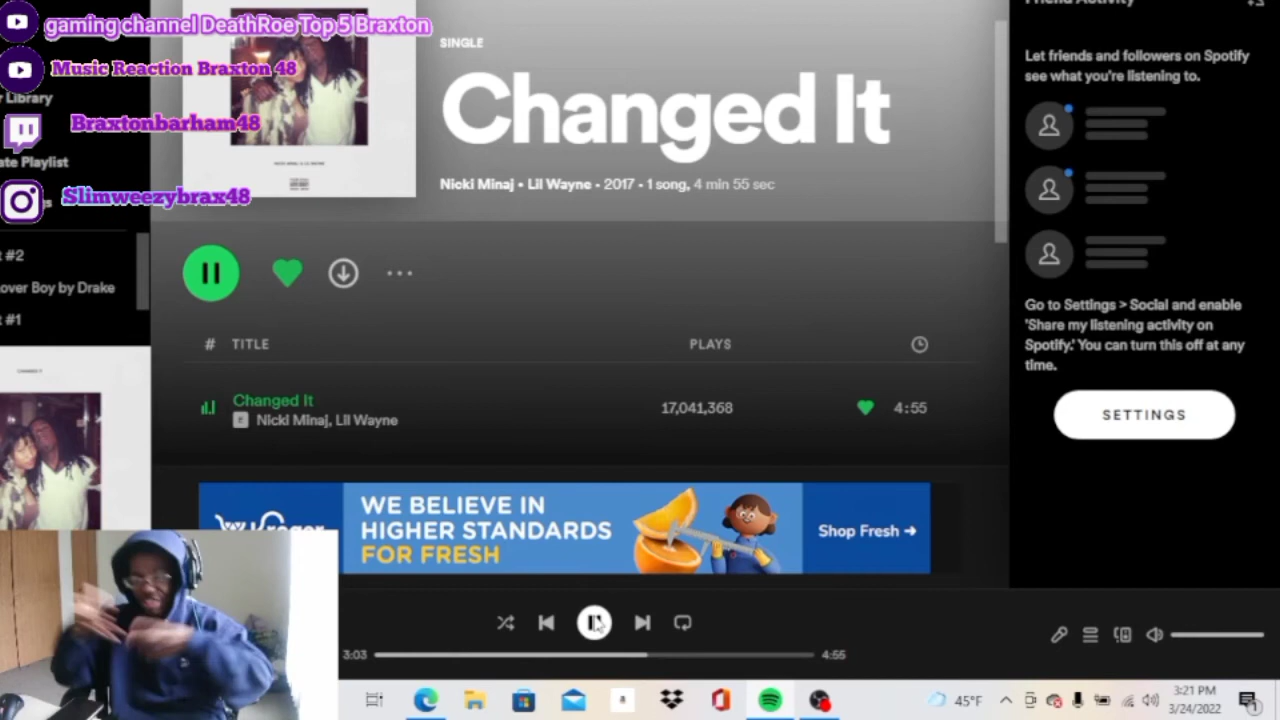 gaming channel DeathRoe Top 5 Braxton
Music Reaction Braxton 48
Braxtonbarham48
Slimweezybrax48
r Library
ate Playlist
s
t #2
over Boy by Drake
t #1
SINGLE
Changed It
Nicki Minaj • Lil Wayne • 2017 • 1 song, 4 min 55 sec
# TITLE PLAYS
Changed It
E Nicki Minaj, Lil Wayne
17,041,368
4:55
WE BELIEVE IN
HIGHER STANDARDS
FOR FRESH
Shop Fresh →
Friend Activity
Let friends and followers on Spotify
see what you're listening to.
Go to Settings > Social and enable
'Share my listening activity on
Spotify.' You can turn this off at any
time.
SETTINGS
3:03
4:55
45°F
3:21 PM
3/24/2022
1